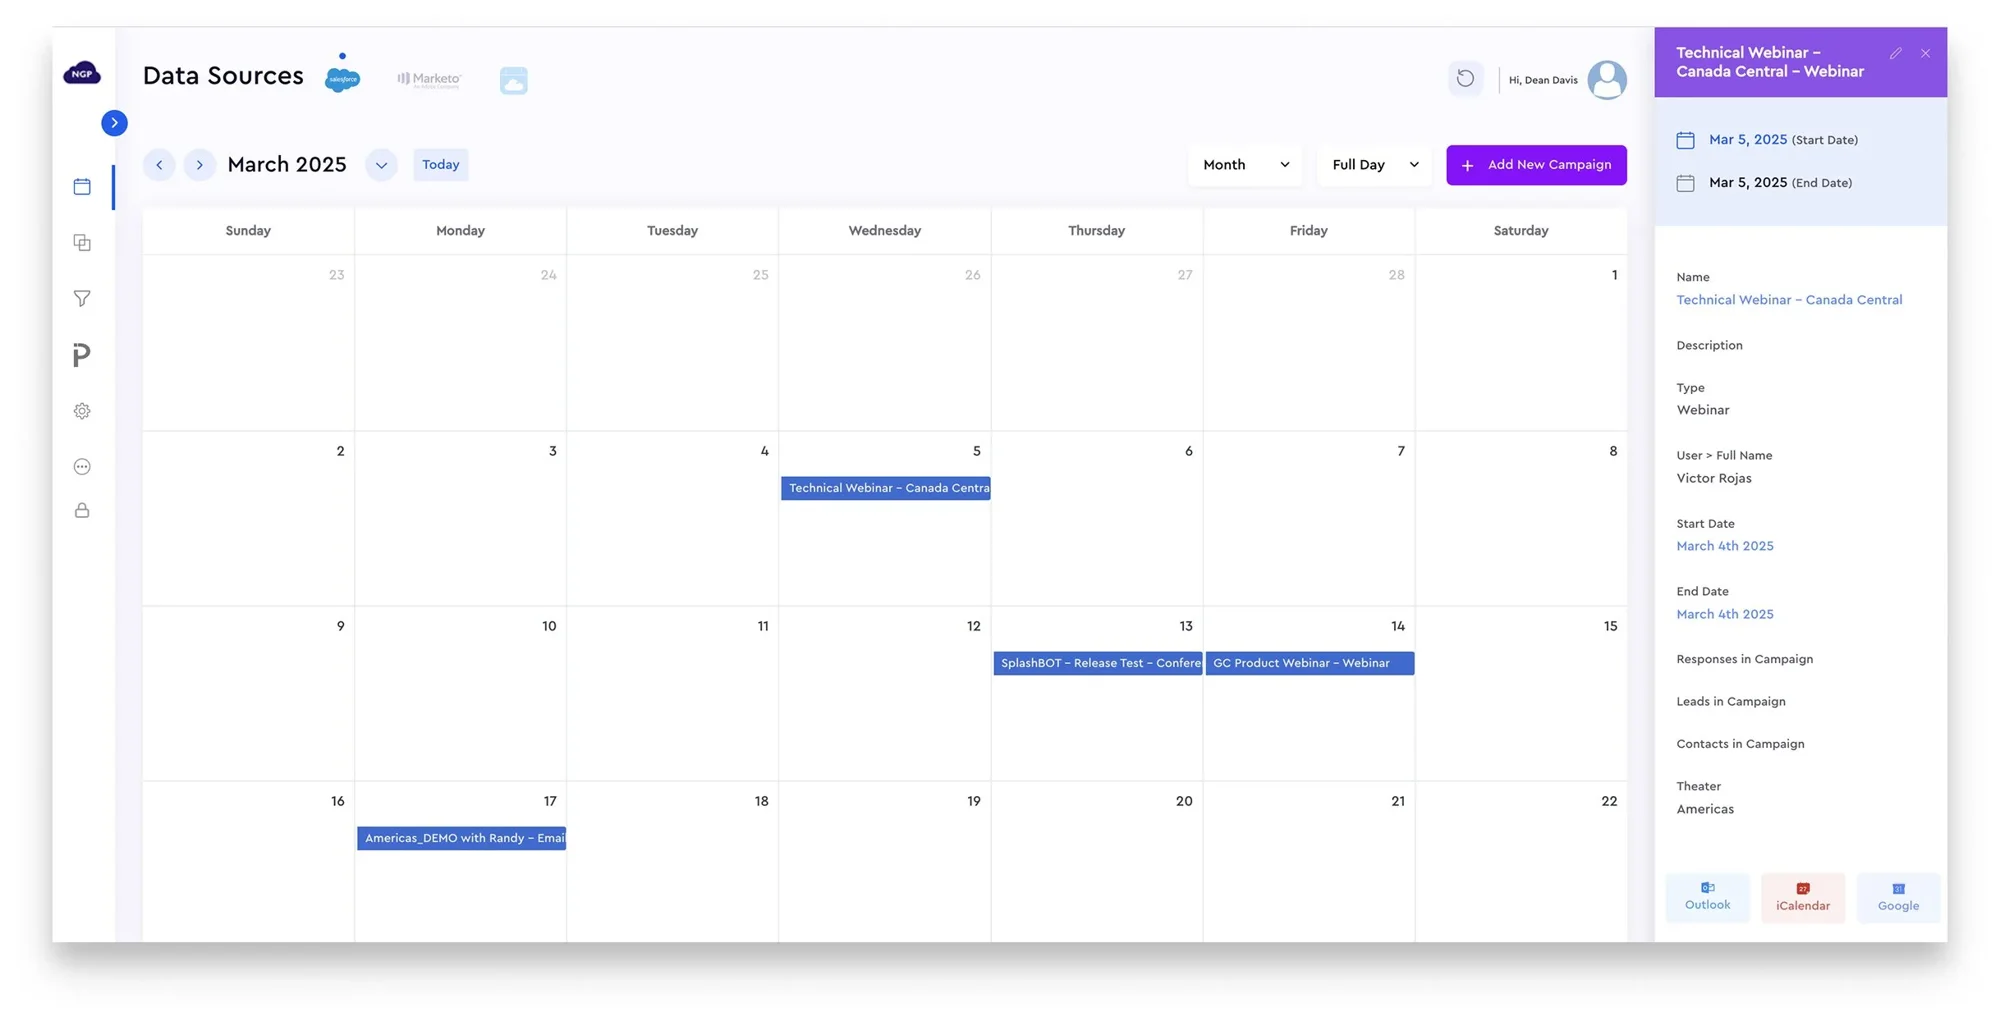 NGP
Data Sources
salesforce
Marketo
An Adobe Company
Hi, Dean Davis
March 2025
Today
Month
Full Day
+ Add New Campaign
Sunday Monday Tuesday Wednesday Thursday Friday Saturday
23 24 25 26 27 28 1
2 3 4 5 6 7 8
Technical Webinar – Canada Centra
9 10 11 12 13 14 15
SplashBOT – Release Test – Confere
GC Product Webinar – Webinar
16 17 18 19 20 21 22
Americas_DEMO with Randy – Email
Technical Webinar –
Canada Central – Webinar
Mar 5, 2025 (Start Date)
Mar 5, 2025 (End Date)
Name
Technical Webinar – Canada Central
Description
Type
Webinar
User > Full Name
Victor Rojas
Start Date
March 4th 2025
End Date
March 4th 2025
Responses in Campaign
Leads in Campaign
Contacts in Campaign
Theater
Americas
Outlook
27
iCalendar
31
Google